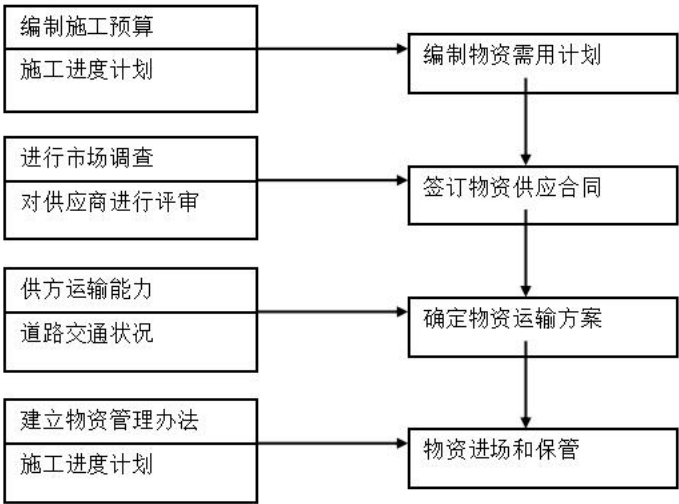 编制施工预算
施工进度计划
编制物资需用计划
进行市场调查
对供应商进行评审
签订物资供应合同
供方运输能力
道路交通状况
确定物资运输方案
建立物资管理办法
施工进度计划
物资进场和保管